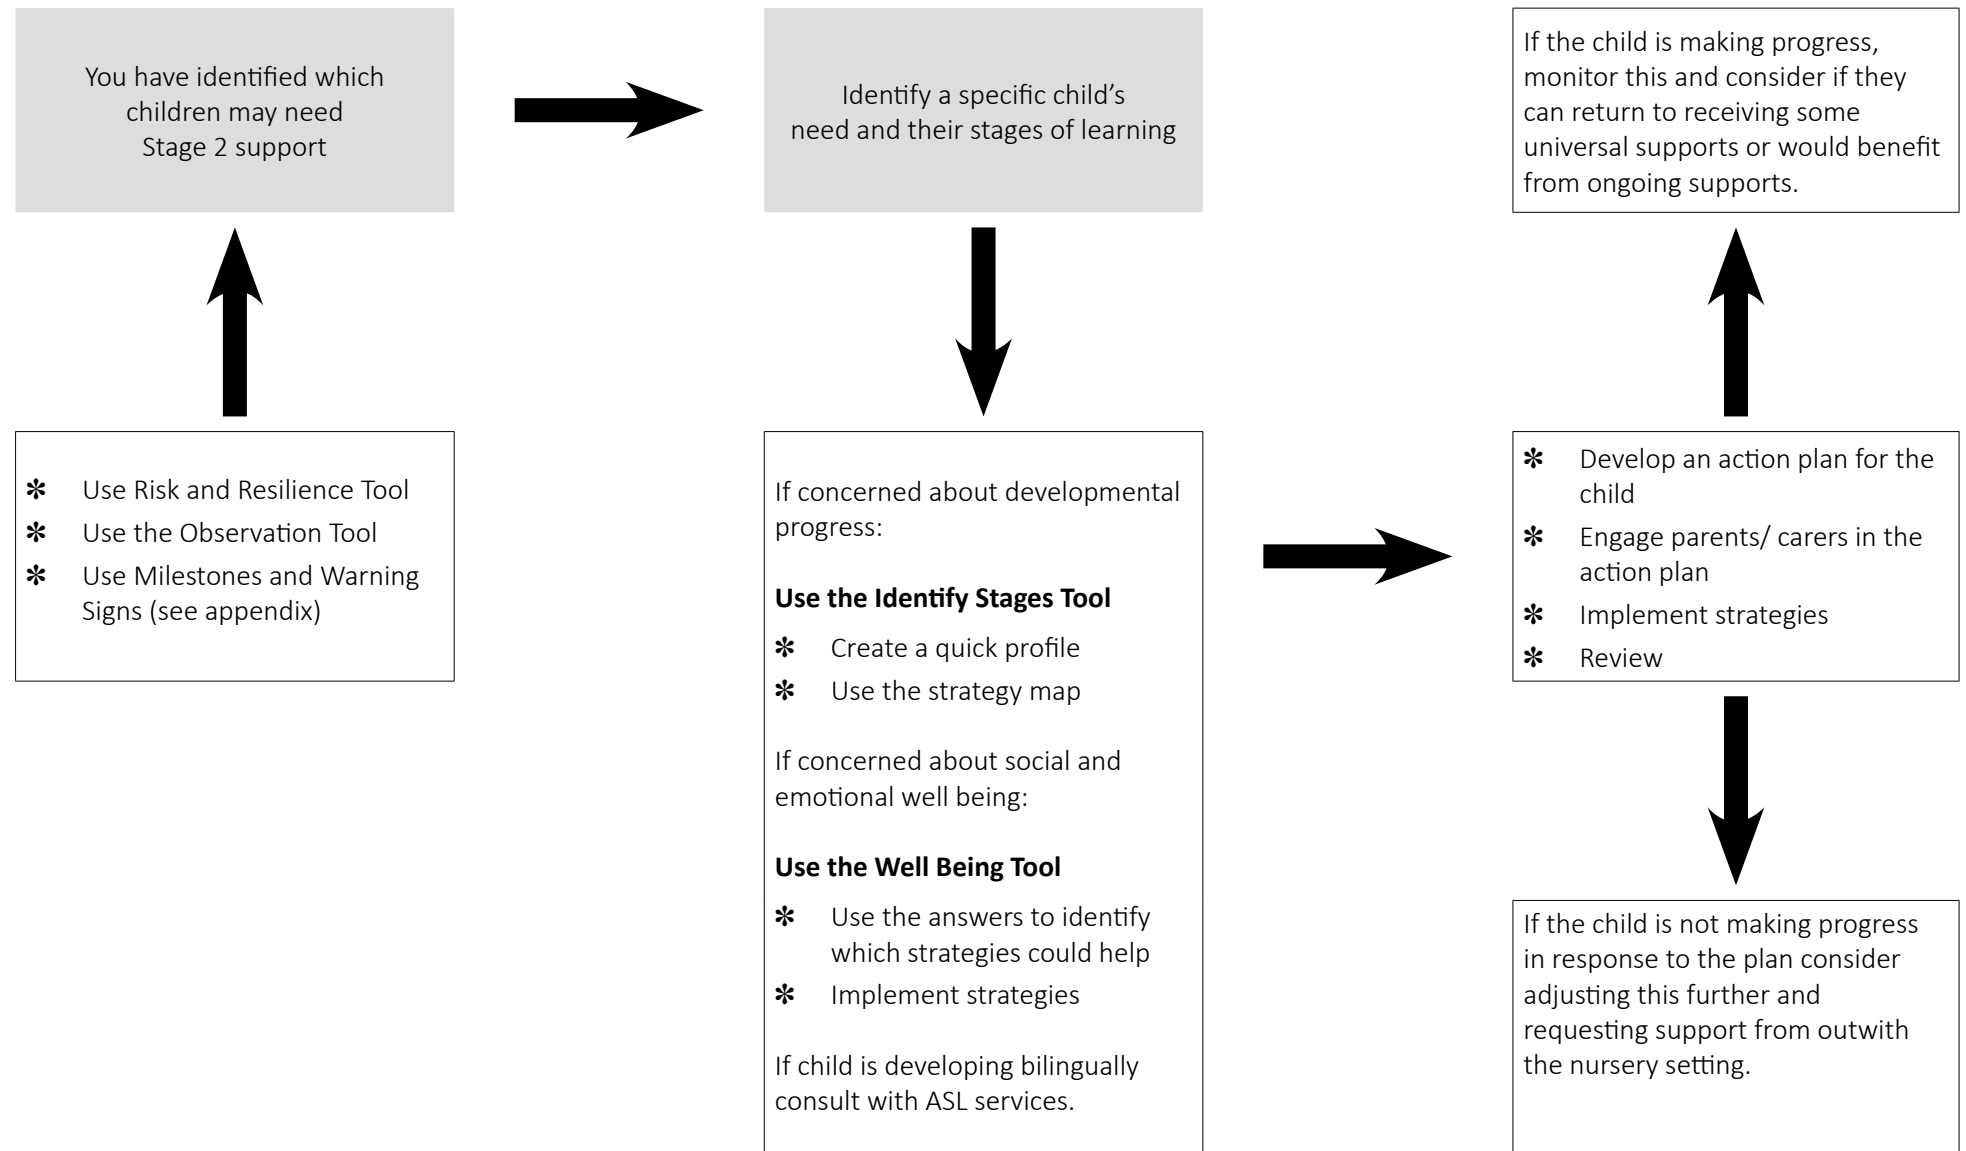 You have identified which
children may need
Stage 2 support
Identify a specific child’s
need and their stages of learning
If the child is making progress,
monitor this and consider if they
can return to receiving some
universal supports or would benefit
from ongoing supports.
✻ Use Risk and Resilience Tool
✻ Use the Observation Tool
✻ Use Milestones and Warning
Signs (see appendix)
If concerned about developmental
progress:
Use the Identify Stages Tool
✻ Create a quick profile
✻ Use the strategy map
If concerned about social and
emotional well being:
Use the Well Being Tool
✻ Use the answers to identify
which strategies could help
✻ Implement strategies
If child is developing bilingually
consult with ASL services.
✻ Develop an action plan for the
child
✻ Engage parents/ carers in the
action plan
✻ Implement strategies
✻ Review
If the child is not making progress
in response to the plan consider
adjusting this further and
requesting support from outwith
the nursery setting.